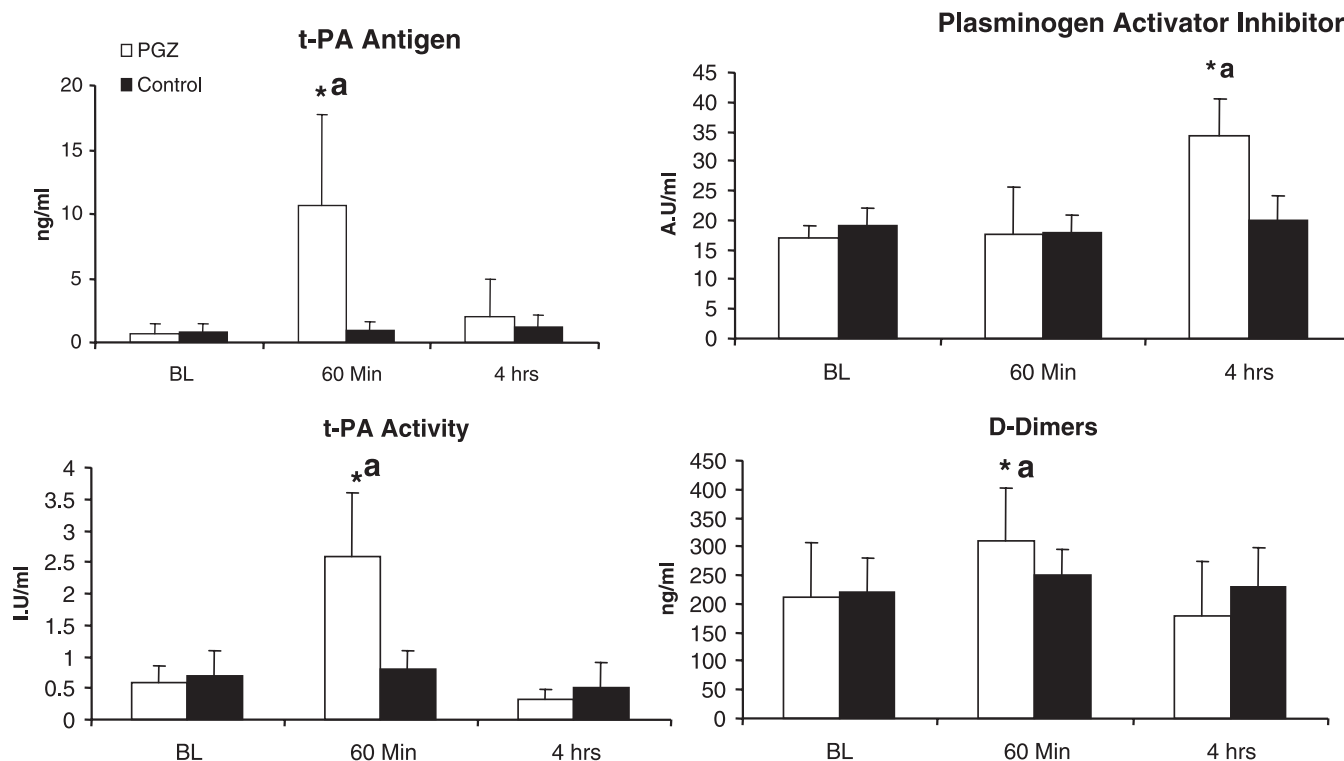 t-PA Antigen
PGZ
Control
20
15
10
5
0
ng/ml
* a
BL 60 Min 4 hrs
Plasminogen Activator Inhibitor
45
40
35
30
25
20
15
10
5
0
A.U/ml
* a
BL 60 Min 4 hrs
t-PA Activity
4
3.5
3
2.5
2
1.5
1
0.5
0
I.U/ml
* a
BL 60 Min 4 hrs
D-Dimers
450
400
350
300
250
200
150
100
50
0
ng/ml
* a
BL 60 Min 4 hrs